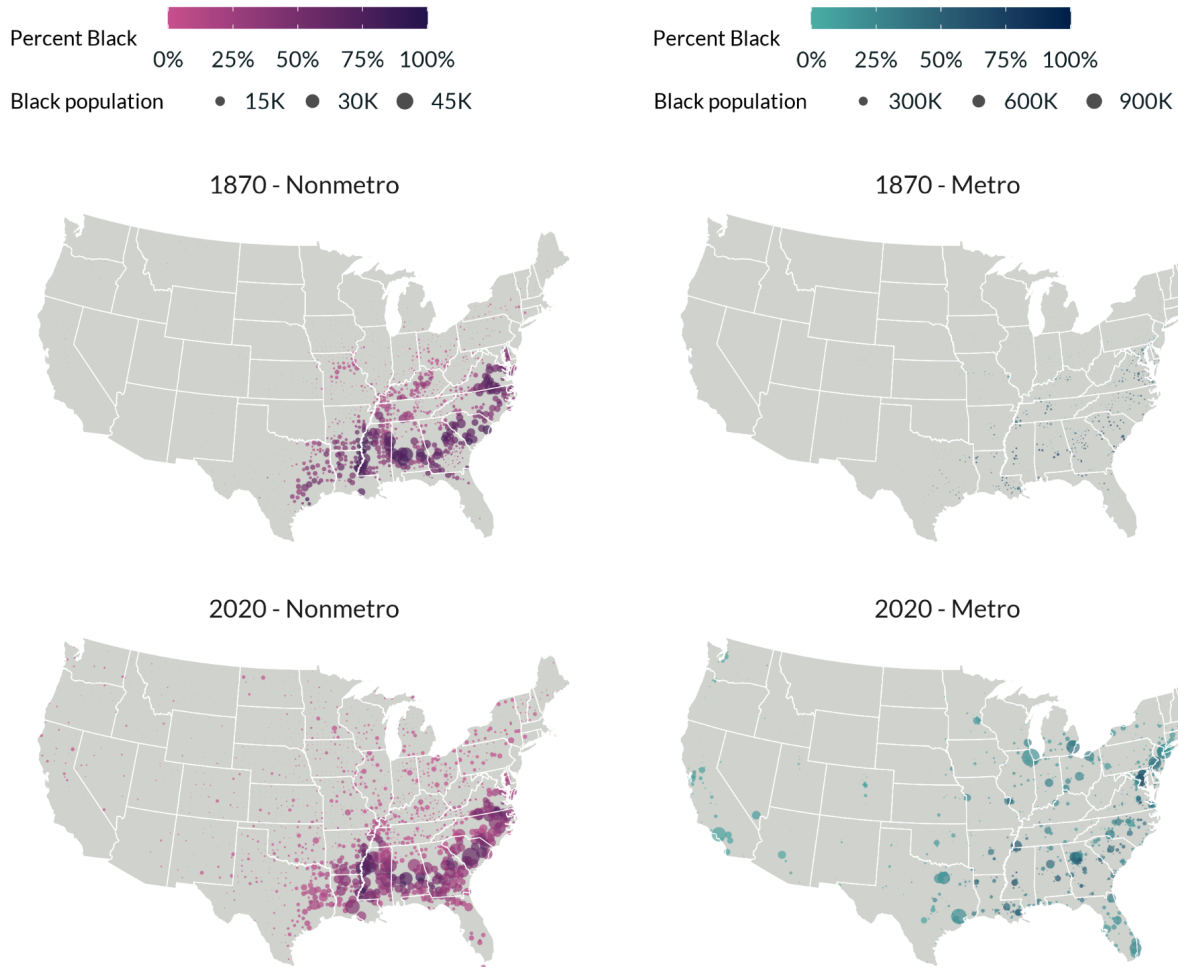 Percent Black
0% 25% 50% 75% 100%
Black population 15K 30K 45K
Percent Black
0% 25% 50% 75% 100%
Black population 300K 600K 900K
1870 - Nonmetro
1870 - Metro
2020 - Nonmetro
2020 - Metro